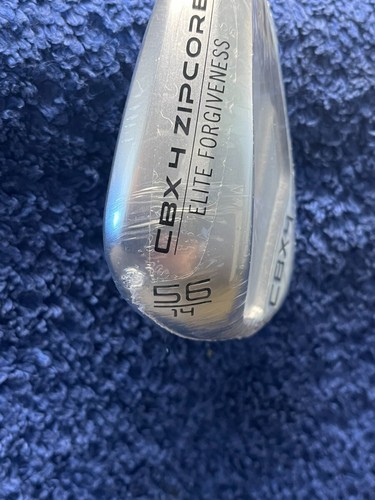 CBX 4 ZIPCORE
ELITE FORGIVENESS
56
14
CBX4